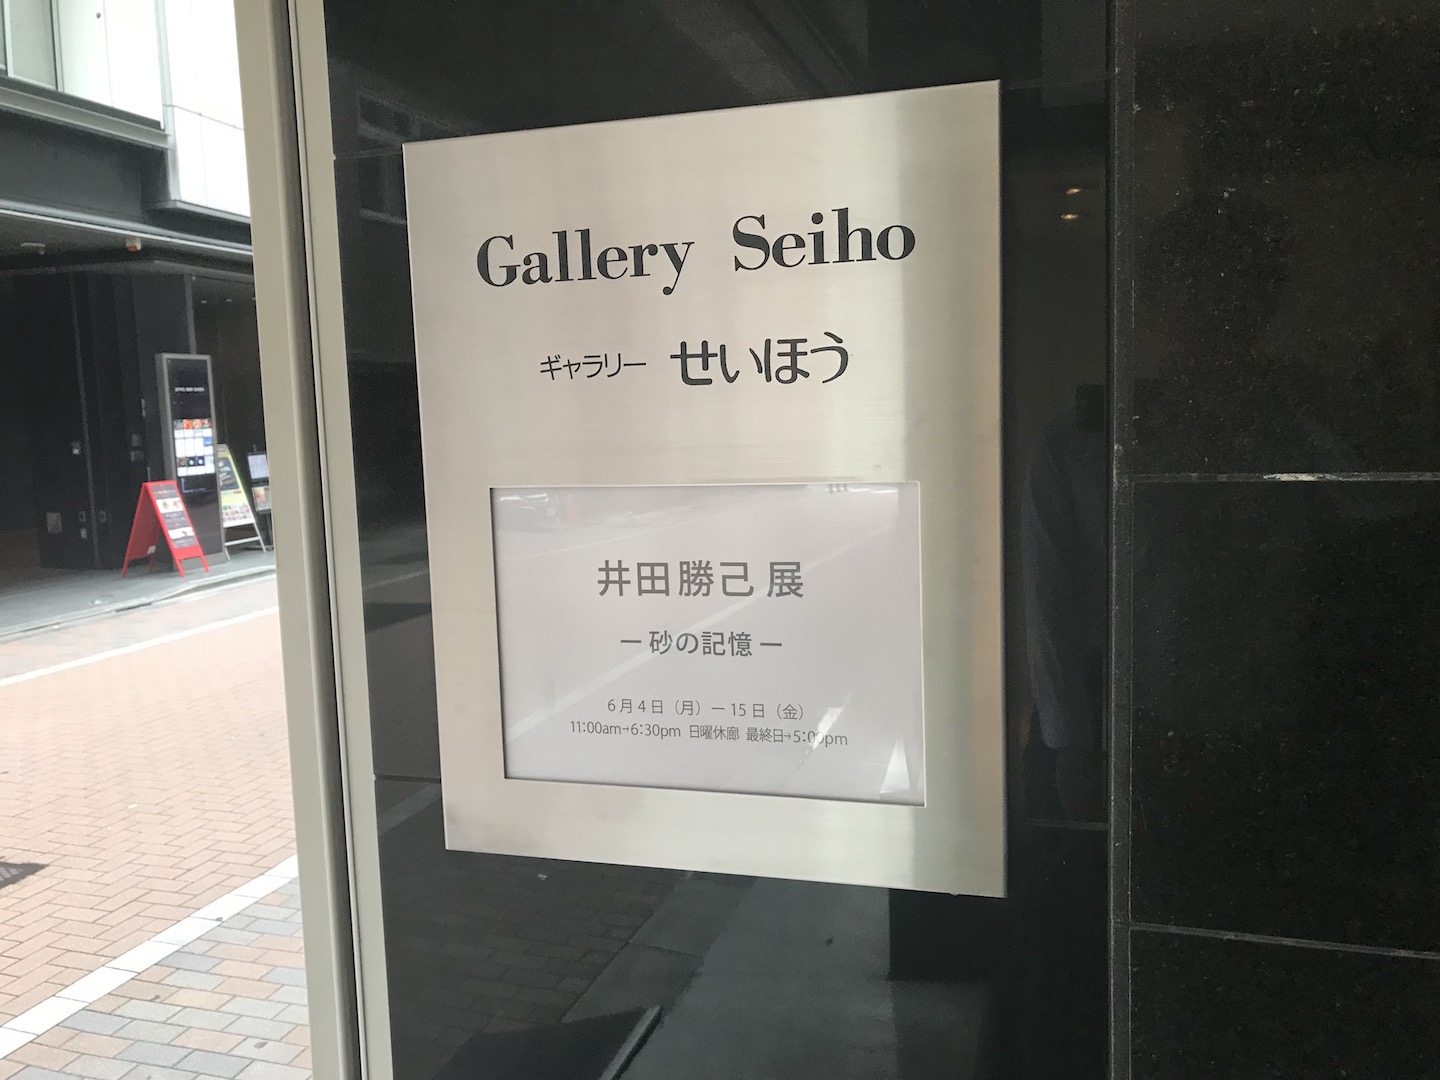 Gallery Seiho
ギャラリー せいほう
井田勝己 展
ー 砂の記憶 ー
6月4日（月）ー 15日（金）
11:00am→6:30pm 日曜休廊 最終日→5:00pm